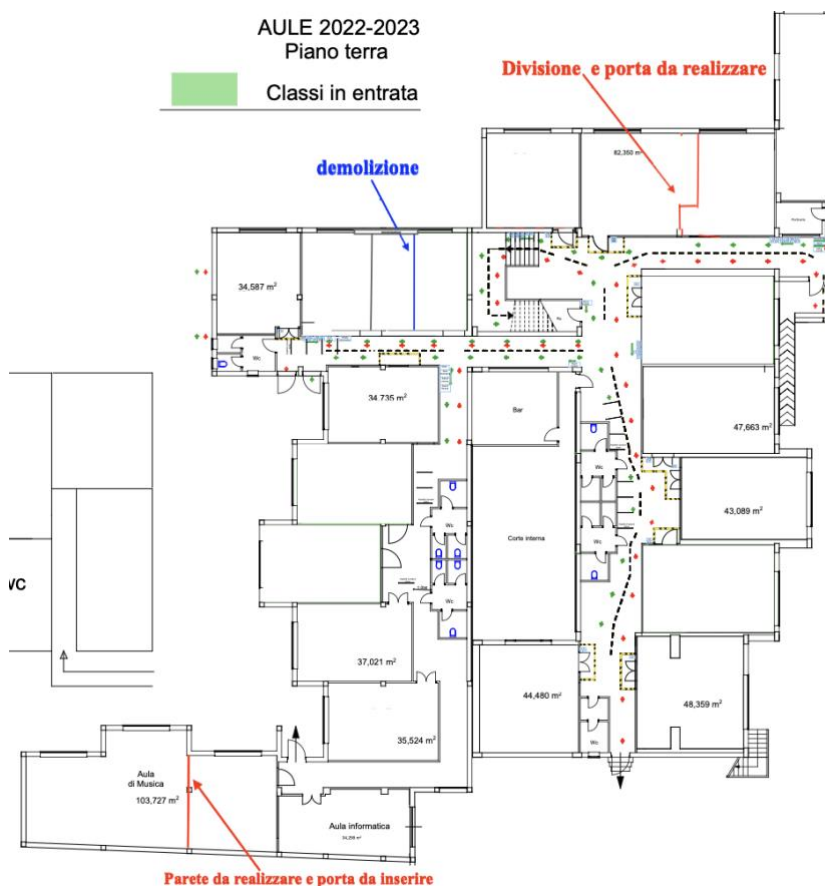 AULE 2022-2023
Piano terra
Classi in entrata
Divisione e porta da realizzare
demolizione
82,350 m²
34,587 m²
Wc
34,735 m²
Bar
47,663 m²
Wc
Wc
43,089 m²
Corte interna
Wc
Wc
WC
37,021 m²
44,480 m²
48,359 m²
35,524 m²
Wc
Aula
di Musica
103,727 m²
Aula informatica
Parete da realizzare e porta da inserire